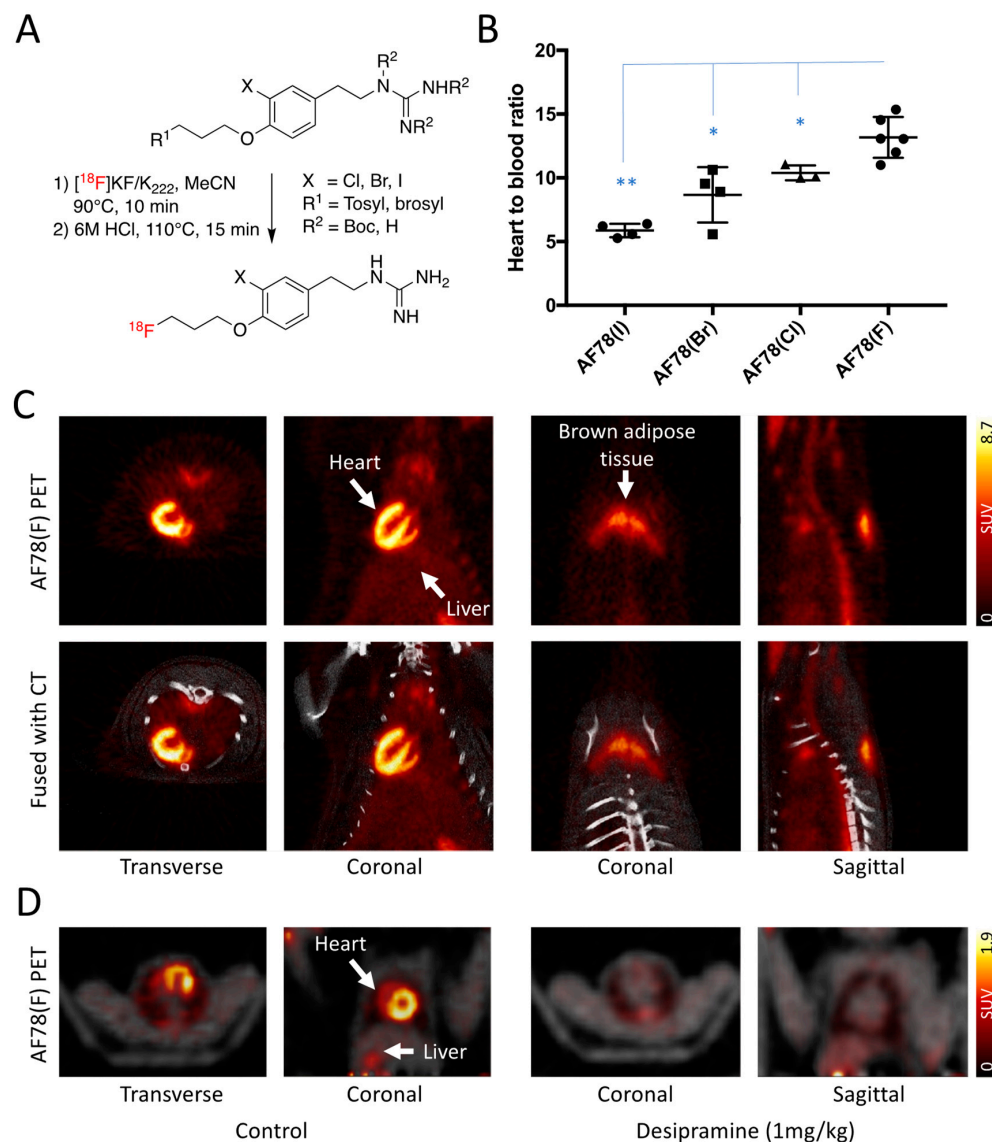 A
X
R²
N
NHR²
NR²
R¹
O
1) [¹⁸F]KF/K₂₂₂, MeCN
90°C, 10 min
2) 6M HCl, 110°C, 15 min
X = Cl, Br, I
R¹ = Tosyl, brosyl
R² = Boc, H
X
H
N
NH₂
NH
¹⁸F
O
B
Heart to blood ratio
20
15
10
5
0
**
*
*
AF78(I)
AF78(Br)
AF78(Cl)
AF78(F)
C
AF78(F) PET
Heart
Liver
Brown adipose
tissue
8.7
SUV
0
Fused with CT
Transverse
Coronal
Coronal
Sagittal
D
AF78(F) PET
Heart
Liver
1.9
SUV
0
Transverse
Coronal
Coronal
Sagittal
Control
Desipramine (1mg/kg)